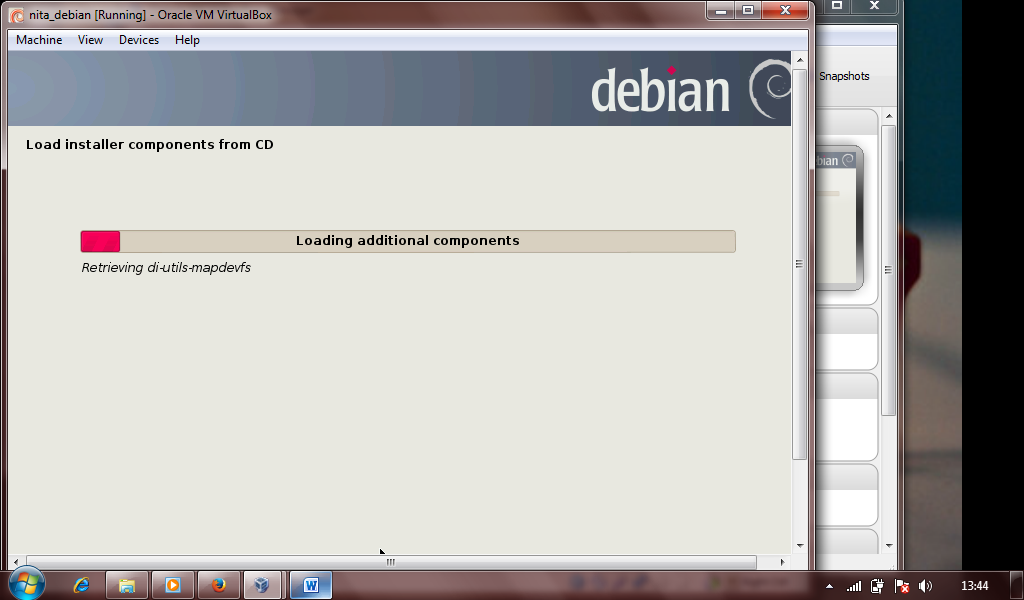 nita_debian [Running] - Oracle VM VirtualBox
Machine View Devices Help
debian
Snapshots
Load installer components from CD
Loading additional components
Retrieving di-utils-mapdevfs
13:44